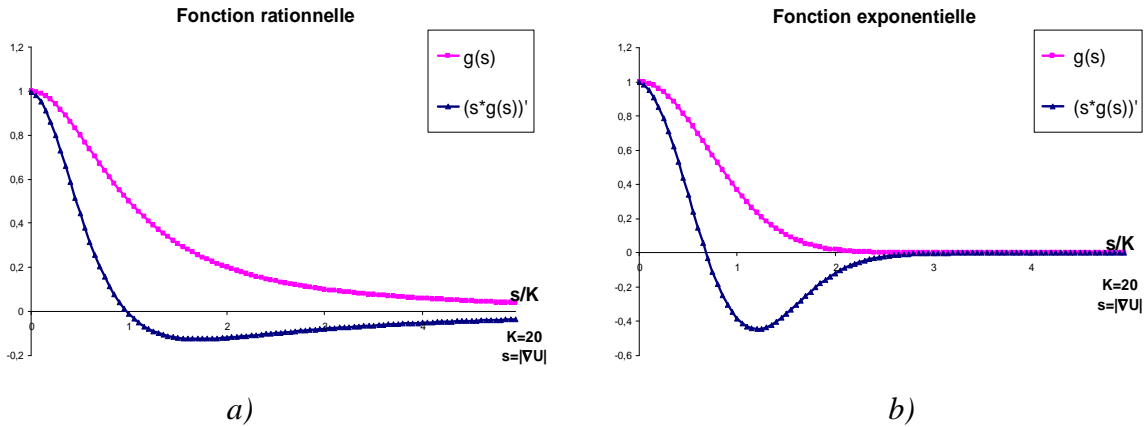 Fonction rationnelle
1,2
1
0,8
0,6
0,4
0,2
0
-0,2
0
1
2
3
4
g(s)
(s*g(s))'
s/K
K=20
s=|∇U|
a)
Fonction exponentielle
1,2
1
0,8
0,6
0,4
0,2
0
-0,2
-0,4
-0,6
0
1
2
3
4
g(s)
(s*g(s))'
s/K
K=20
s=|∇U|
b)